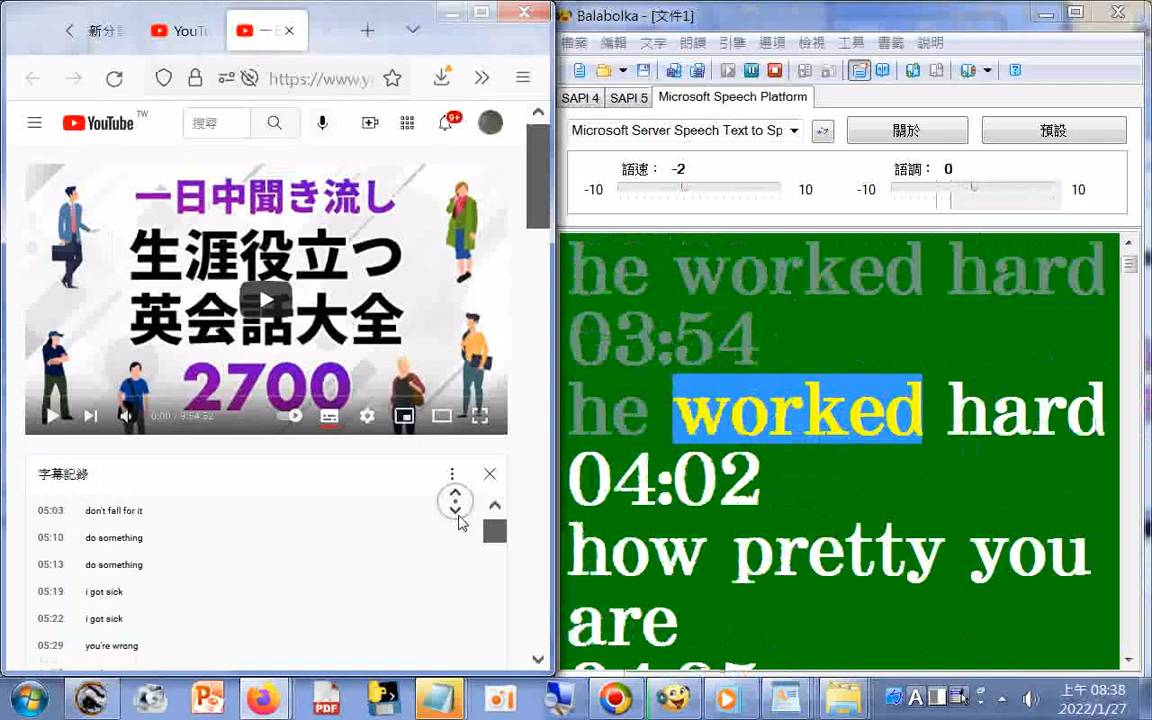 新分
YouTu
一E
https://www.y
YouTube TW
搜尋
9+
一日中聞き流し
生涯役立つ
英会話大全
2700
0:00 / 9:54:32
字幕記錄
05:03 don't fall for it
05:10 do something
05:13 do something
05:19 i got sick
05:22 i got sick
05:29 you're wrong
Balabolka - [文件1]
檔案 編輯 文字 朗讀 引擎 選項 檢視 工具 書籤 說明
SAPI 4 SAPI 5 Microsoft Speech Platform
Microsoft Server Speech Text to Sp
關於
預設
語速： -2
語調： 0
-10 10 -10 10
he worked hard
03:54
he worked hard
04:02
how pretty you
are
PDF
A
上午 08:38
2022/1/27